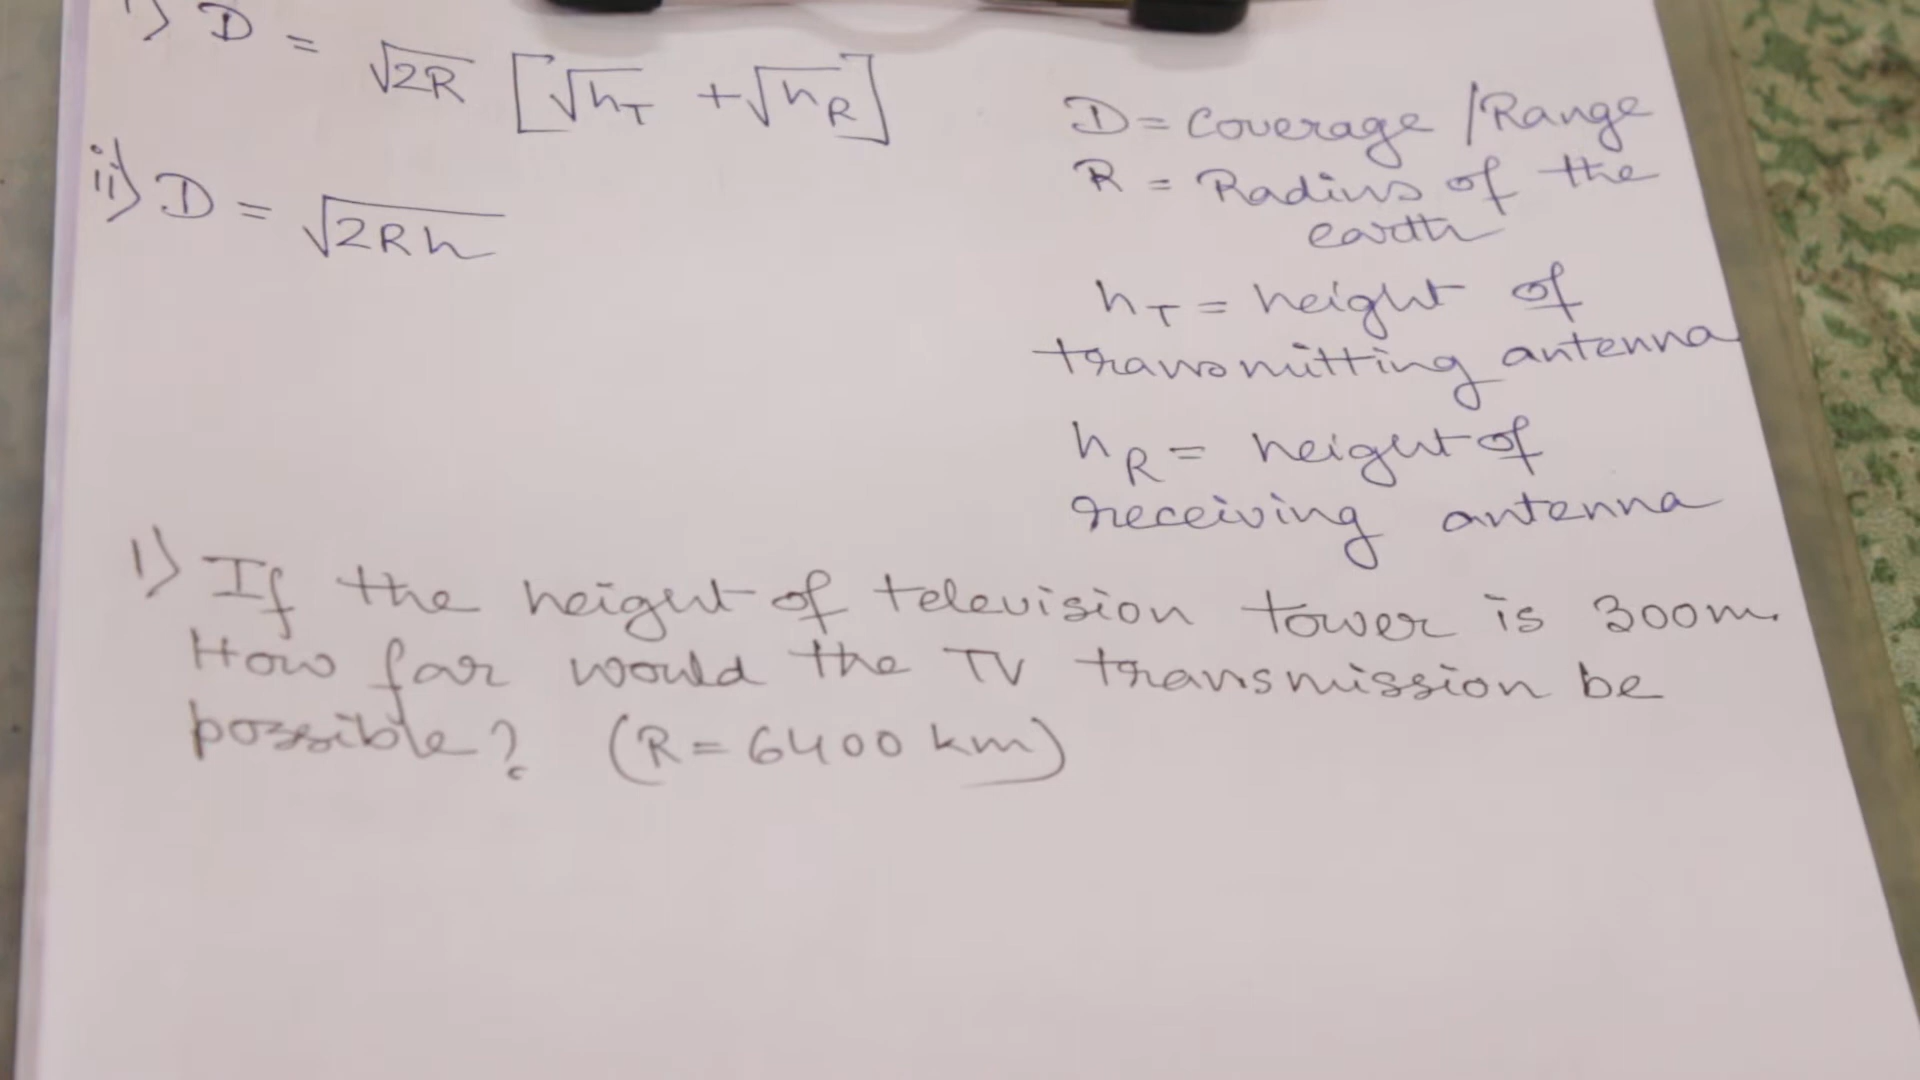 i) D = √2R [√hT + √hR]
ii) D = √2Rh
D = Coverage /Range
R = Radius of the
earth
hT = height of
transmitting antenna
hR = height of
receiving antenna
1) If the height of television tower is 300m.
How far would the TV transmission be
possible? (R = 6400 km)